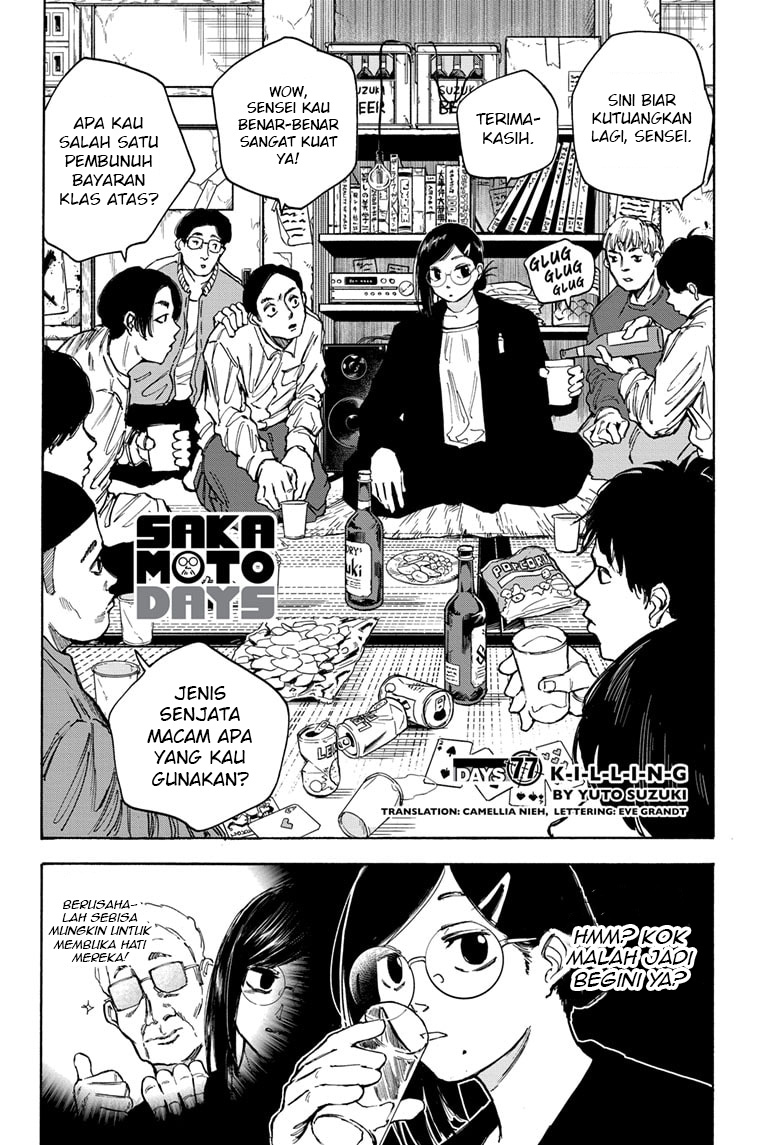 SINI BIAR
KUTUANGKAN
LAGI, SENSEI.
TERIMA-
KASIH.
WOW,
SENSEI KAU
BENAR-BENAR
SANGAT KUAT
YA!
APA KAU
SALAH SATU
PEMBUNUH
BAYARAN
KLAS ATAS?
SUZUKI
BEER
GLUG
GLUG
GLUG
POPCORN
SAKA
MOTO
DAYS
JENIS
SENJATA
MACAM APA
YANG KAU
GUNAKAN?
DAYS 77 K-I-L-L-I-N-G
BY YUTO SUZUKI
TRANSLATION: CAMELLIA NIEH, LETTERING: EVE GRANDT
HMM? KOK
MALAH JADI
BEGINI YA?
BERUSAHA-
LAH SEBISA
MUNGKIN UNTUK
MEMBUKA HATI
MEREKA!